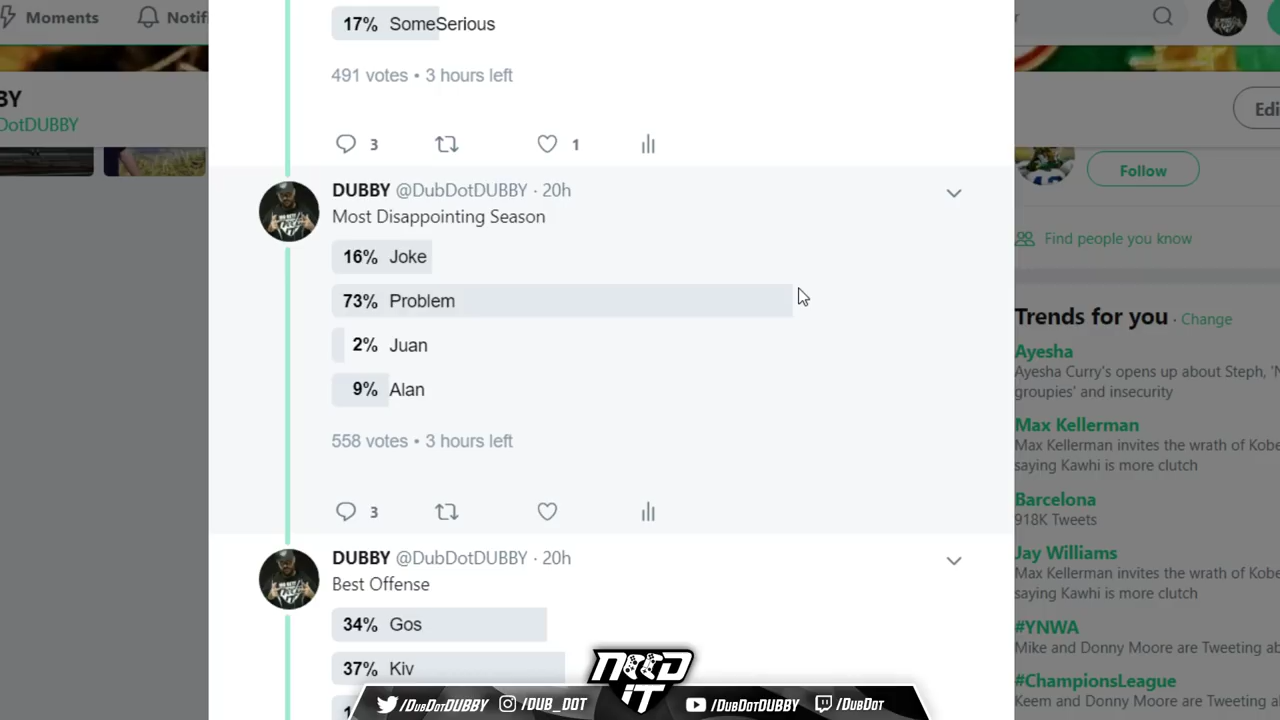 Moments
Notif
BY
DotDUBBY
17% SomeSerious
491 votes • 3 hours left
3
1
DUBBY @DubDotDUBBY · 20h
Most Disappointing Season
16% Joke
73% Problem
2% Juan
9% Alan
558 votes • 3 hours left
3
DUBBY @DubDotDUBBY · 20h
Best Offense
34% Gos
37% Kiv
Edi
Follow
Find people you know
Trends for you · Change
Ayesha
Ayesha Curry's opens up about Steph, 'N
groupies' and insecurity
Max Kellerman
Max Kellerman invites the wrath of Kobe
saying Kawhi is more clutch
Barcelona
918K Tweets
Jay Williams
Max Kellerman invites the wrath of Kobe
saying Kawhi is more clutch
#YNWA
Mike and Donny Moore are Tweeting ab
#ChampionsLeague
Keem and Donny Moore are Tweeting a
NEED
IT
/DubDotDUBBY /DUB_DOT /DubDotDUBBY /DubDot